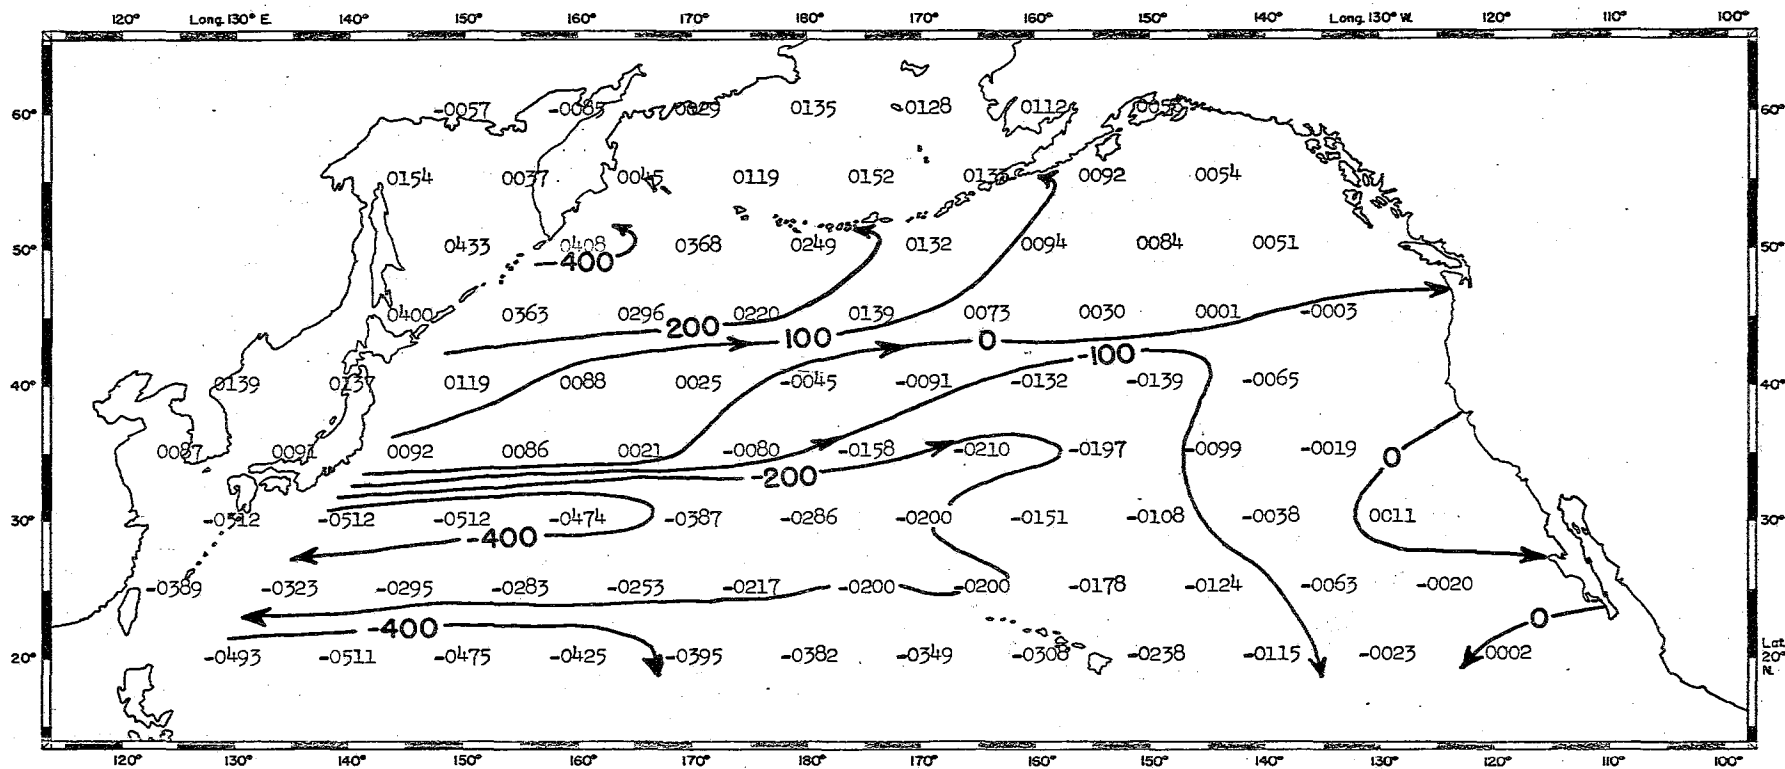 120° Long. 130° E. 140° 150° 160° 170° 180° 170° 160° 150° 140° Long. 130° W. 120° 110° 100°
60° -0057 -0085 0029 0135 -0128 0112 60°
0154 0037 0045 0119 0152 0133 0092 0054
50° 0433 0408 0368 0249 0132 0094 0084 0051 50°
-400
0400 0363 0296 0220 0139 0073 0030 0001 -0003
200 100 0
-100
40° 0139 0137 0119 0088 0025 -0045 -0091 -0132 -0139 -0065 40°
0087 0091 0092 0086 0021 -0080 -0158 -0210 -0197 -0099 -0019 0
-200
30° -0512 -0512 -0512 -0474 -0387 -0286 -0200 -0151 -0108 -0038 0011 30°
-400
-0389 -0323 -0295 -0283 -0253 -0217 -0200 -0200 -0178 -0124 -0063 -0020
-400 0
20° -0493 -0511 -0475 -0425 -0395 -0382 -0349 -0308 -0238 -0115 -0023 0002 Lat. 20° N.
120° 130° 140° 150° 160° 170° 180° 170° 160° 150° 140° 130° 120° 110° 100°